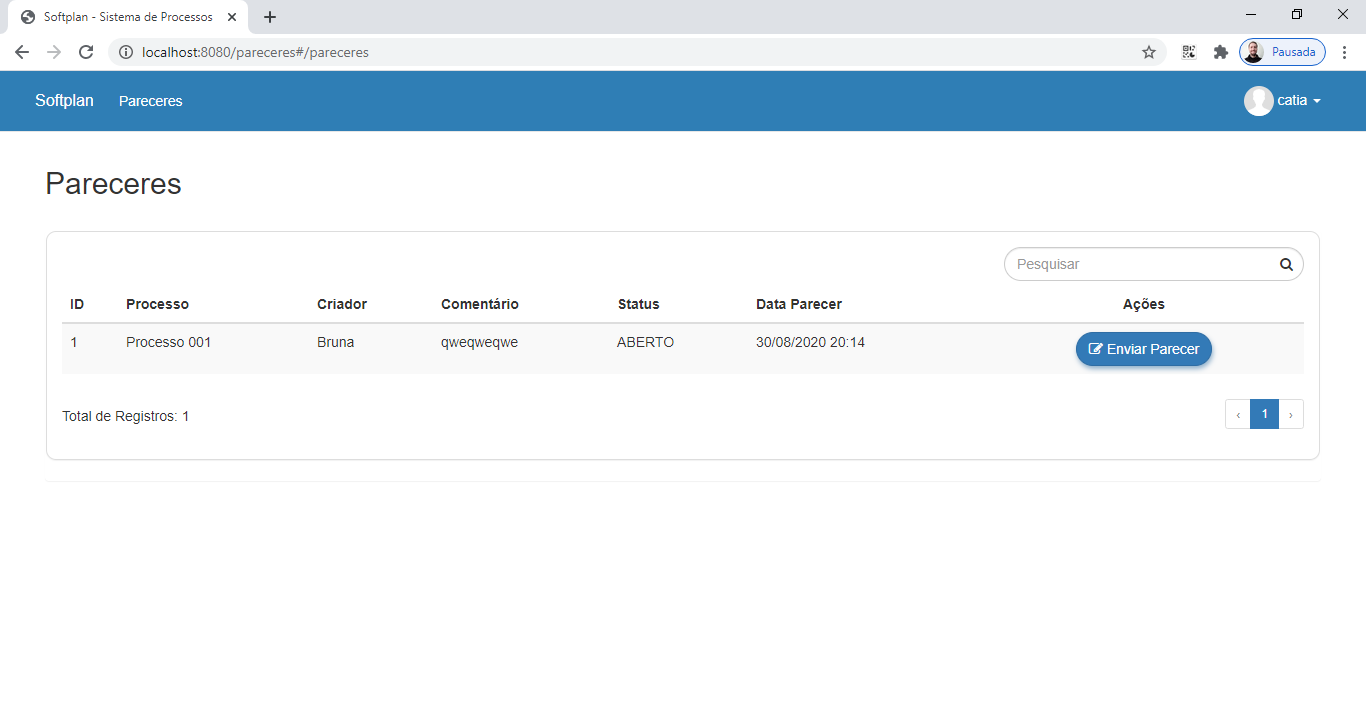 Softplan - Sistema de Processos
localhost:8080/pareceres#/pareceres
Pausada
Softplan Pareceres catia
Pareceres
Pesquisar
ID Processo Criador Comentário Status Data Parecer Ações
1 Processo 001 Bruna qweqweqwe ABERTO 30/08/2020 20:14 Enviar Parecer
Total de Registros: 1
‹ 1 ›